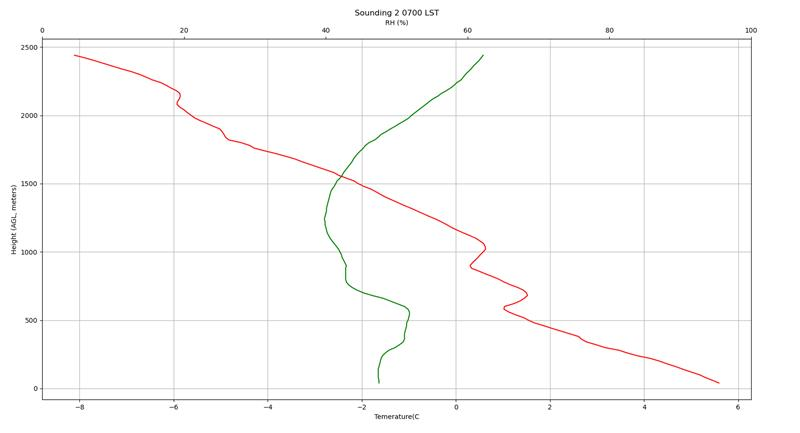 Sounding 2 0700 LST
RH (%)
0 20 40 60 80 100
2500
2000
1500
1000
500
0
Height (AGL, meters)
−8 −6 −4 −2 0 2 4 6
Temerature(C